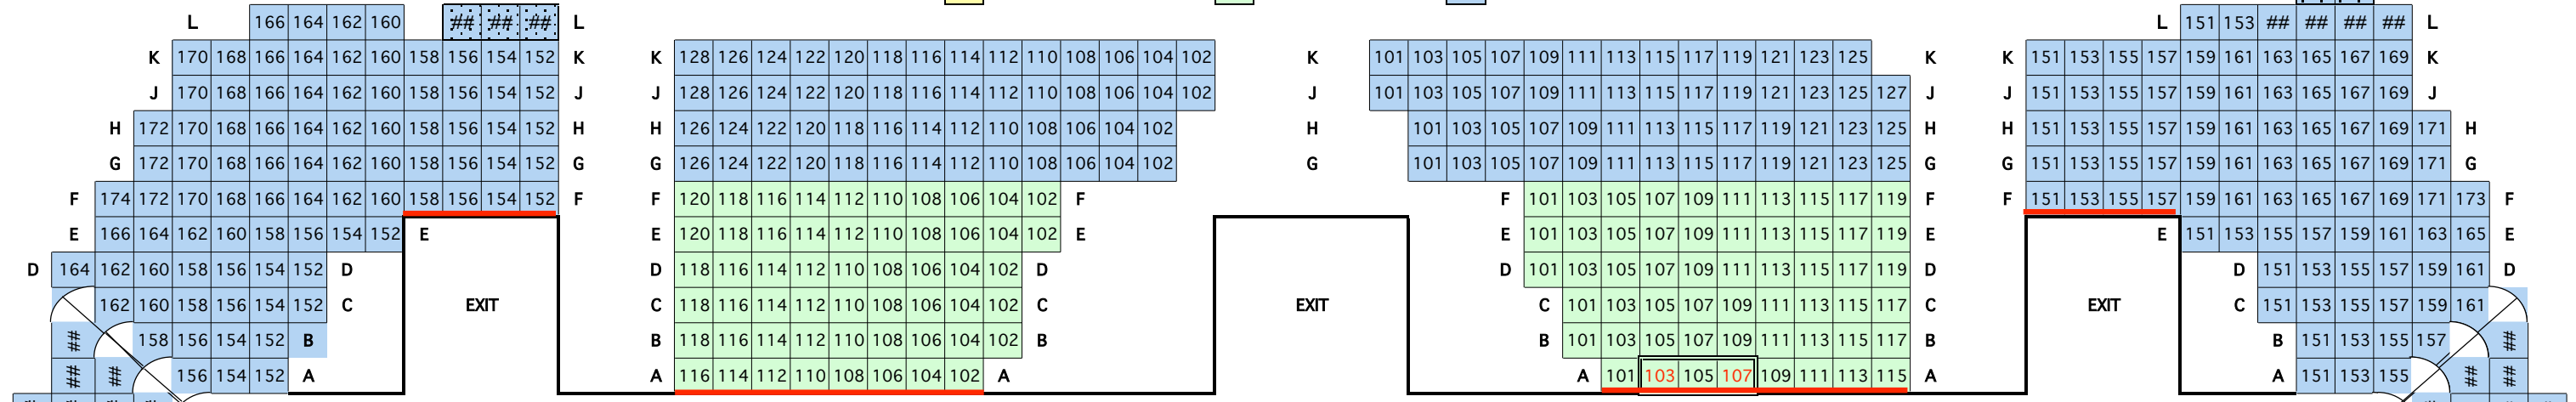 L 166 164 162 160 ## ## ## L L 151 153 ## ## ## ## L
K 170 168 166 164 162 160 158 156 154 152 K K 128 126 124 122 120 118 116 114 112 110 108 106 104 102 K 101 103 105 107 109 111 113 115 117 119 121 123 125 K K 151 153 155 157 159 161 163 165 167 169 K
J 170 168 166 164 162 160 158 156 154 152 J J 128 126 124 122 120 118 116 114 112 110 108 106 104 102 J 101 103 105 107 109 111 113 115 117 119 121 123 125 127 J J 151 153 155 157 159 161 163 165 167 169 J
H 172 170 168 166 164 162 160 158 156 154 152 H H 126 124 122 120 118 116 114 112 110 108 106 104 102 H 101 103 105 107 109 111 113 115 117 119 121 123 125 H H 151 153 155 157 159 161 163 165 167 169 171 H
G 172 170 168 166 164 162 160 158 156 154 152 G G 126 124 122 120 118 116 114 112 110 108 106 104 102 G 101 103 105 107 109 111 113 115 117 119 121 123 125 G G 151 153 155 157 159 161 163 165 167 169 171 G
F 174 172 170 168 166 164 162 160 158 156 154 152 F F 120 118 116 114 112 110 108 106 104 102 F F 101 103 105 107 109 111 113 115 117 119 F F 151 153 155 157 159 161 163 165 167 169 171 173 F
E 166 164 162 160 158 156 154 152 E E 120 118 116 114 112 110 108 106 104 102 E E 101 103 105 107 109 111 113 115 117 119 E E 151 153 155 157 159 161 163 165 E
D 164 162 160 158 156 154 152 D D 118 116 114 112 110 108 106 104 102 D D 101 103 105 107 109 111 113 115 117 119 D D 151 153 155 157 159 161 D
162 160 158 156 154 152 C EXIT C 118 116 114 112 110 108 106 104 102 C EXIT C 101 103 105 107 109 111 113 115 117 C EXIT C 151 153 155 157 159 161
# 158 156 154 152 B B 118 116 114 112 110 108 106 104 102 B B 101 103 105 107 109 111 113 115 117 B B 151 153 155 157 #
# # 156 154 152 A A 116 114 112 110 108 106 104 102 A A 101 103 105 107 109 111 113 115 A A 151 153 155 # #